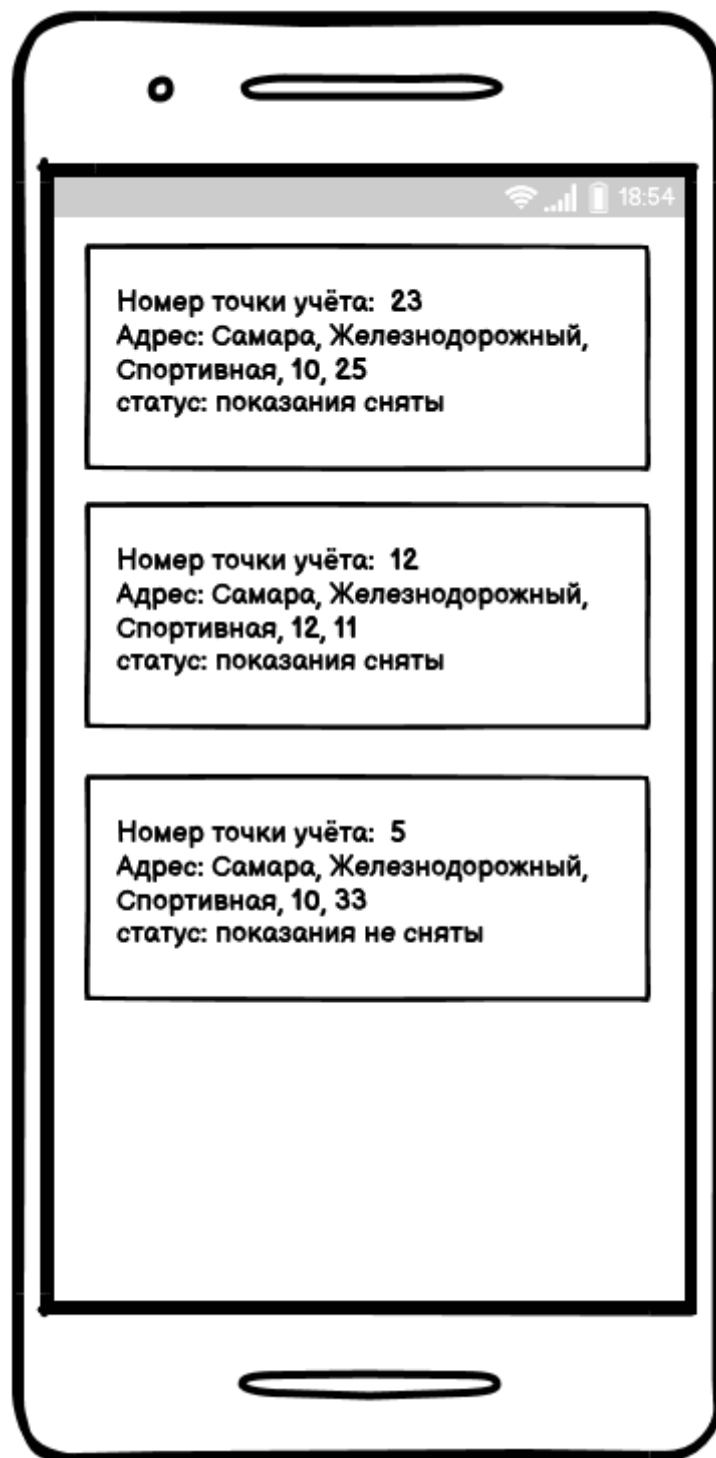 18:54
Номер точки учёта:  23
Адрес: Самара, Железнодорожный,
Спортивная, 10, 25
статус: показания сняты
Номер точки учёта:  12
Адрес: Самара, Железнодорожный,
Спортивная, 12, 11
статус: показания сняты
Номер точки учёта:  5
Адрес: Самара, Железнодорожный,
Спортивная, 10, 33
статус: показания не сняты